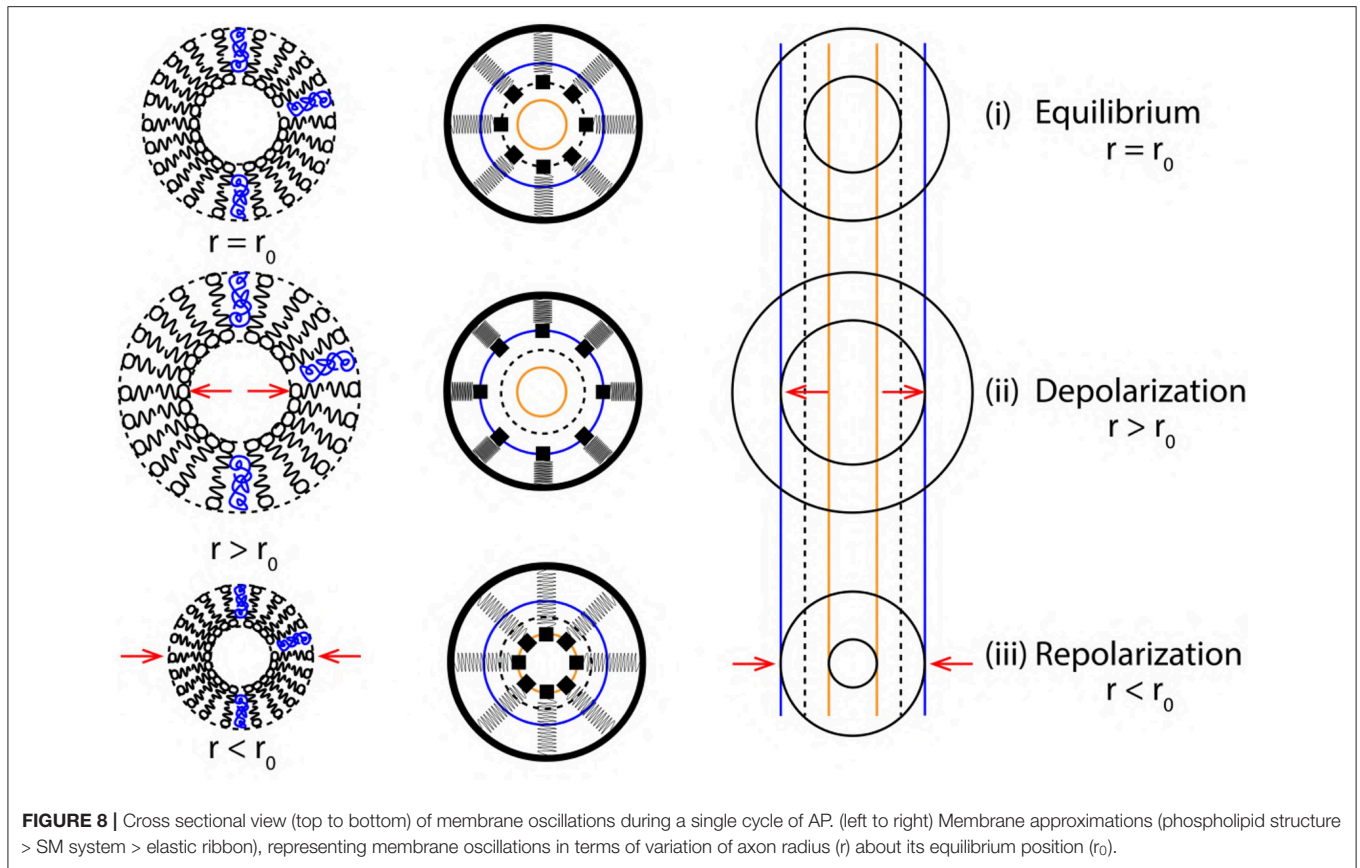 (i) Equilibrium
r = r₀
r = r₀
(ii) Depolarization
r > r₀
r > r₀
(iii) Repolarization
r < r₀
r < r₀
FIGURE 8 | Cross sectional view (top to bottom) of membrane oscillations during a single cycle of AP. (left to right) Membrane approximations (phospholipid structure
> SM system > elastic ribbon), representing membrane oscillations in terms of variation of axon radius (r) about its equilibrium position (r₀).